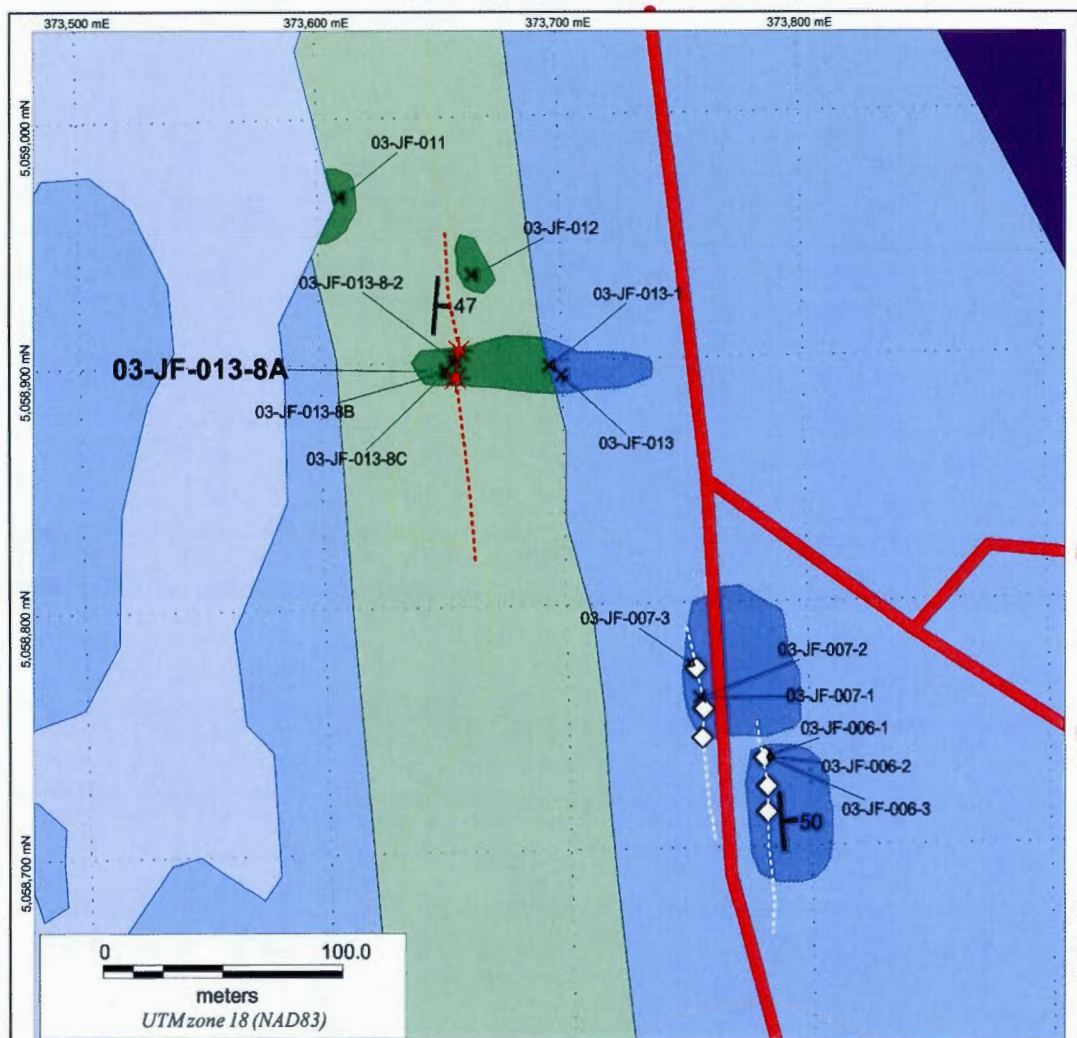 373,500 mE
373,600 mE
373,700 mE
373,800 mE
5,059,000 mN
03-JF-011
03-JF-012
03-JF-013-8-2
03-JF-013-1
47
5,058,900 mN
03-JF-013-8A
03-JF-013-8B
03-JF-013
03-JF-013-8C
5,058,800 mN
03-JF-007-3
03-JF-007-2
03-JF-007-1
03-JF-006-1
03-JF-006-2
03-JF-006-3
50
5,058,700 mN
0
100.0
meters
UTM zone 18 (NAD83)